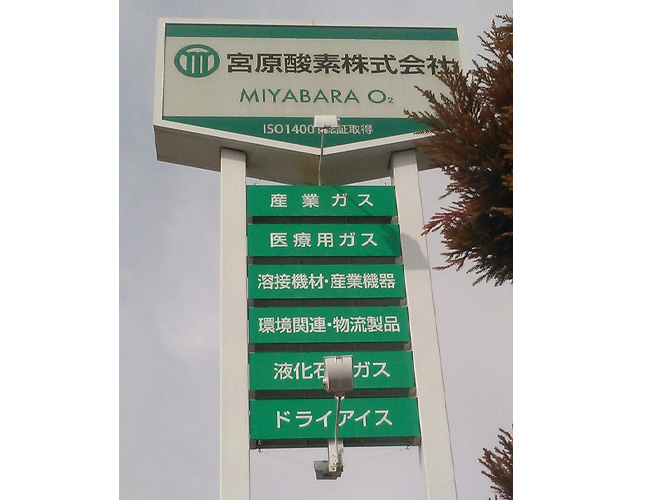 宮原酸素株式会社
MIYABARA O₂
ISO1400 認証取得
産業ガス
医療用ガス
溶接機材・産業機器
環境関連・物流製品
液化石 ガス
ドライアイス